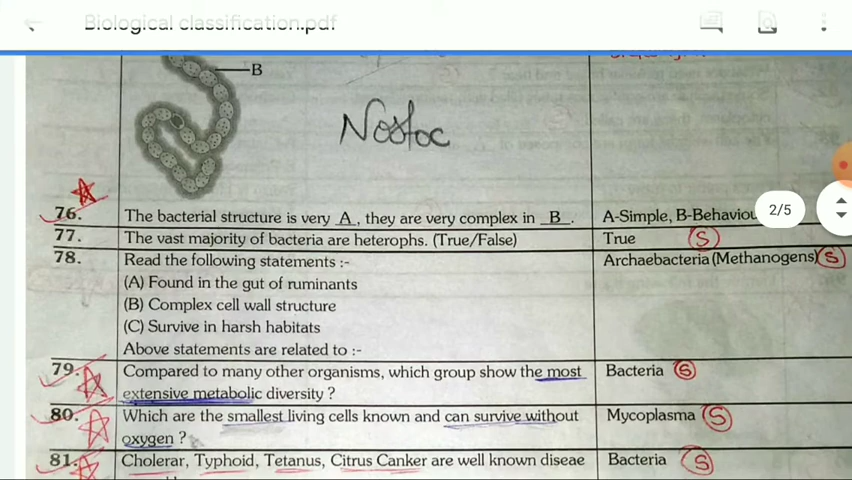 Biological classification.pdf
B
Nostoc
76. The bacterial structure is very A, they are very complex in B. A-Simple, B-Behaviou
2/5
77. The vast majority of bacteria are heterophs. (True/False) True S
78. Read the following statements :- Archaebacteria (Methanogens) S
(A) Found in the gut of ruminants
(B) Complex cell wall structure
(C) Survive in harsh habitats
Above statements are related to :-
79. Compared to many other organisms, which group show the most Bacteria S
extensive metabolic diversity ?
80. Which are the smallest living cells known and can survive without Mycoplasma S
oxygen ?
81. Cholerar, Typhoid, Tetanus, Citrus Canker are well known diseae Bacteria S